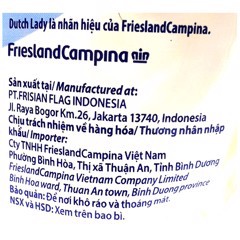 Dutch Lady là nhãn hiệu của FrieslandCampina.
FrieslandCampina
Sản xuất tại/ Manufactured at:
PT.FRISIAN FLAG INDONESIA
Jl. Raya Bogor Km.26, Jakarta 13740, Indonesia
Chịu trách nhiệm về hàng hóa/ Thương nhân nhập
khẩu/ Importer:
Cty TNHH FrieslandCampina Việt Nam
Phường Bình Hòa, Thị xã Thuận An, Tỉnh Bình Dương
FrieslandCampina Vietnam Company Limited
Binh Hoa ward, Thuan An town, Binh Duong province
Bảo quản: Để nơi khô ráo và thoáng mát.
NSX và HSD: Xem trên bao bì.